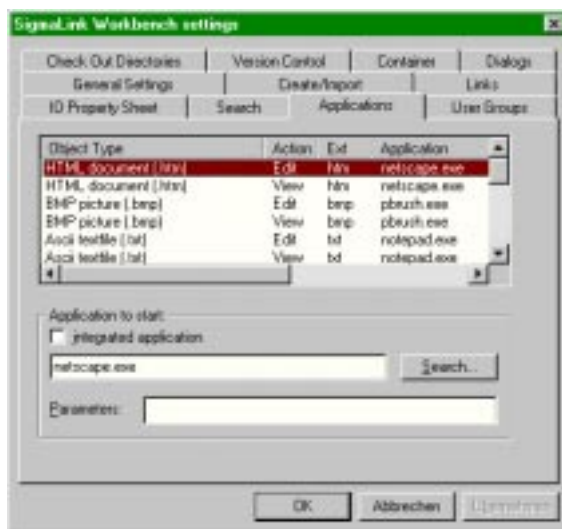 SigmaLink Workbench settings
Check Out Directories Version Control Container Dialogs
General Settings Create/Import Links
IO Property Sheet Search Applications User Groups
Object Type Action Ext Application
HTML document (.htm) Edit htm netscape.exe
HTML document (.htm) View htm netscape.exe
BMP picture (.bmp) Edit bmp pbrush.exe
BMP picture (.bmp) View bmp pbrush.exe
Ascii textfile (.txt) Edit txt notepad.exe
Ascii textfile (.txt) View txt notepad.exe
Application to start:
integrated application
netscape.exe Search...
Parameters:
OK Abbrechen Übernehmen